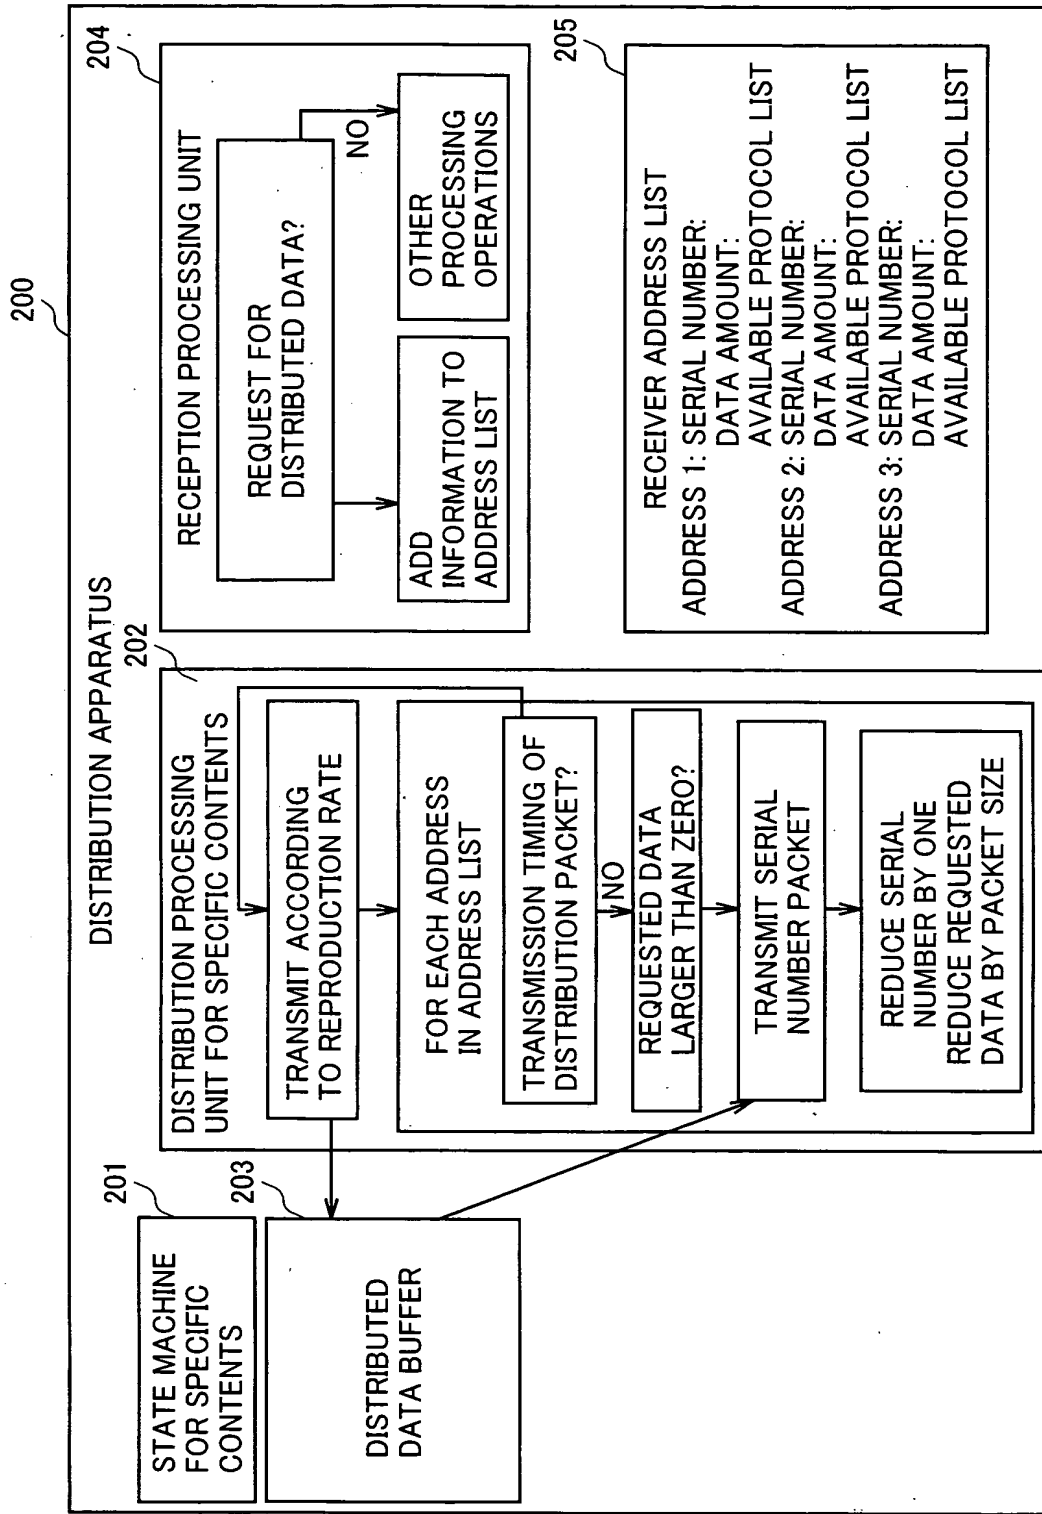 200
DISTRIBUTION APPARATUS
201
STATE MACHINE
FOR SPECIFIC
CONTENTS
203
DISTRIBUTED
DATA BUFFER
202
DISTRIBUTION PROCESSING
UNIT FOR SPECIFIC CONTENTS
TRANSMIT ACCORDING
TO REPRODUCTION RATE
FOR EACH ADDRESS
IN ADDRESS LIST
TRANSMISSION TIMING OF
DISTRIBUTION PACKET?
NO
REQUESTED DATA
LARGER THAN ZERO?
TRANSMIT SERIAL
NUMBER PACKET
REDUCE SERIAL
NUMBER BY ONE
REDUCE REQUESTED
DATA BY PACKET SIZE
204
RECEPTION PROCESSING UNIT
REQUEST FOR
DISTRIBUTED DATA?
NO
ADD
INFORMATION TO
ADDRESS LIST
OTHER
PROCESSING
OPERATIONS
205
RECEIVER ADDRESS LIST
ADDRESS 1: SERIAL NUMBER:
DATA AMOUNT:
AVAILABLE PROTOCOL LIST
ADDRESS 2: SERIAL NUMBER:
DATA AMOUNT:
AVAILABLE PROTOCOL LIST
ADDRESS 3: SERIAL NUMBER:
DATA AMOUNT:
AVAILABLE PROTOCOL LIST